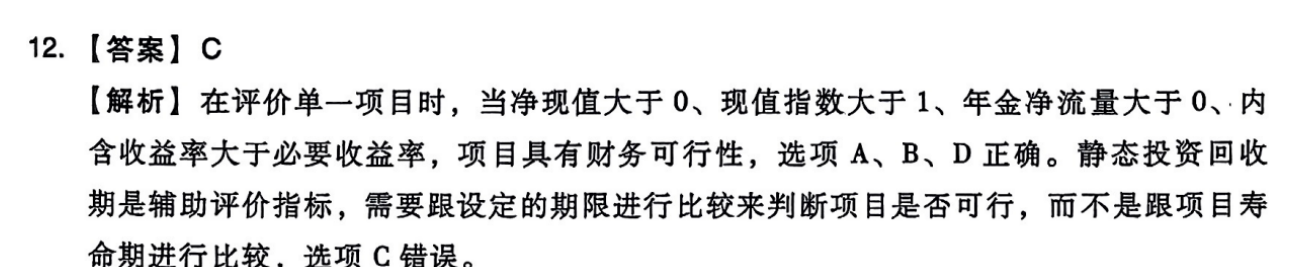 12. 【答案】C
【解析】在评价单一项目时，当净现值大于 0、现值指数大于 1、年金净流量大于 0、内
含收益率大于必要收益率，项目具有财务可行性，选项 A、B、D 正确。静态投资回收
期是辅助评价指标，需要跟设定的期限进行比较来判断项目是否可行，而不是跟项目寿
命期进行比较，选项 C 错误。